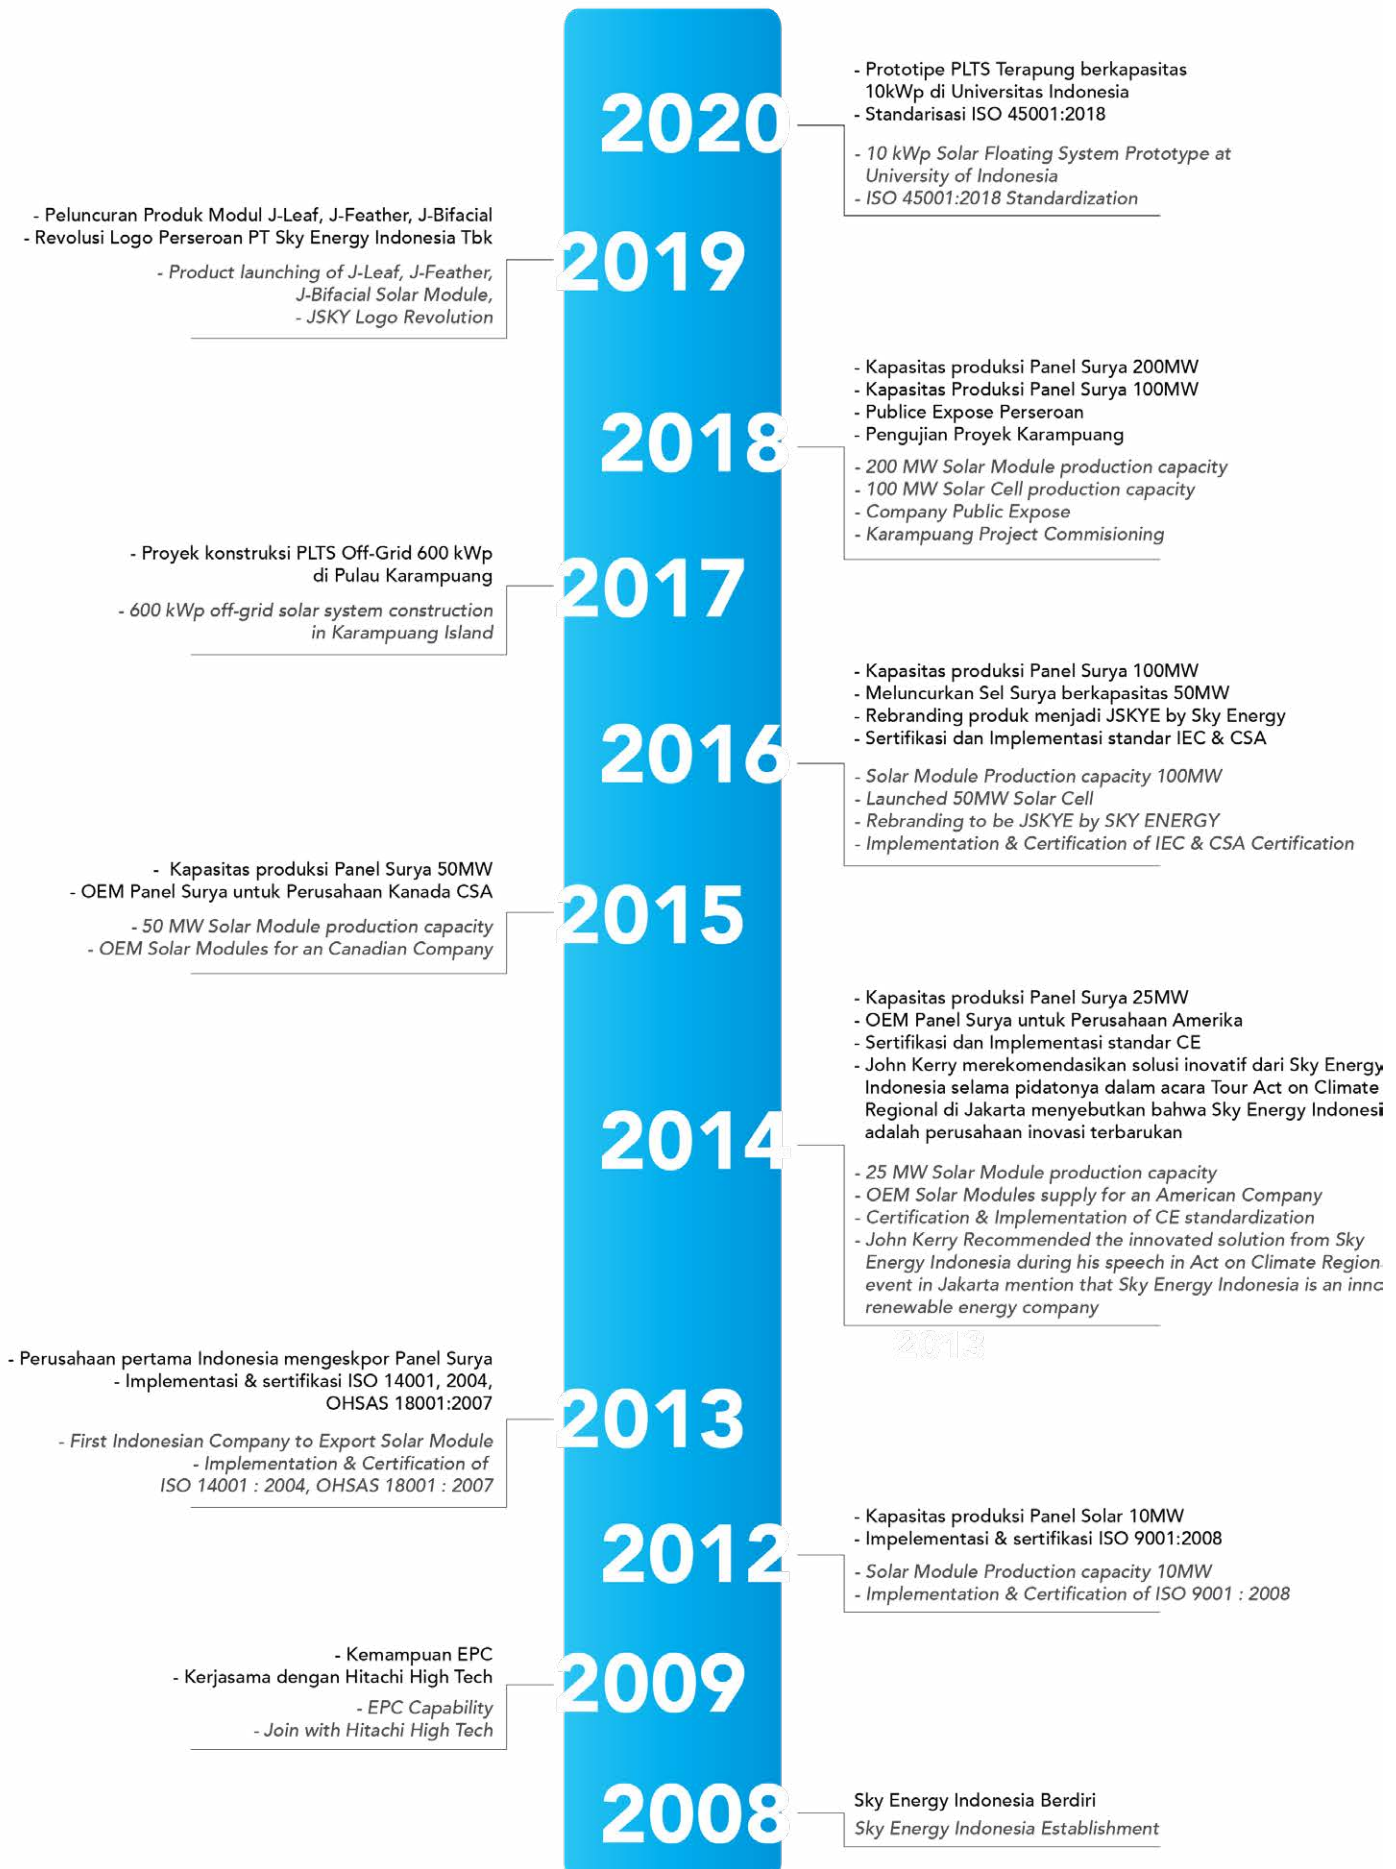 2020
- Prototipe PLTS Terapung berkapasitas
10kWp di Universitas Indonesia
- Standarisasi ISO 45001:2018
- 10 kWp Solar Floating System Prototype at
University of Indonesia
- ISO 45001:2018 Standardization
- Peluncuran Produk Modul J-Leaf, J-Feather, J-Bifacial
- Revolusi Logo Perseroan PT Sky Energy Indonesia Tbk
- Product launching of J-Leaf, J-Feather,
J-Bifacial Solar Module,
- JSKY Logo Revolution
2019
2018
- Kapasitas produksi Panel Surya 200MW
- Kapasitas Produksi Panel Surya 100MW
- Publice Expose Perseroan
- Pengujian Proyek Karampuang
- 200 MW Solar Module production capacity
- 100 MW Solar Cell production capacity
- Company Public Expose
- Karampuang Project Commisioning
- Proyek konstruksi PLTS Off-Grid 600 kWp
di Pulau Karampuang
- 600 kWp off-grid solar system construction
in Karampuang Island
2017
2016
- Kapasitas produksi Panel Surya 100MW
- Meluncurkan Sel Surya berkapasitas 50MW
- Rebranding produk menjadi JSKYE by Sky Energy
- Sertifikasi dan Implementasi standar IEC & CSA
- Solar Module Production capacity 100MW
- Launched 50MW Solar Cell
- Rebranding to be JSKYE by SKY ENERGY
- Implementation & Certification of IEC & CSA Certification
- Kapasitas produksi Panel Surya 50MW
- OEM Panel Surya untuk Perusahaan Kanada CSA
- 50 MW Solar Module production capacity
- OEM Solar Modules for an Canadian Company
2015
2014
- Kapasitas produksi Panel Surya 25MW
- OEM Panel Surya untuk Perusahaan Amerika
- Sertifikasi dan Implementasi standar CE
- John Kerry merekomendasikan solusi inovatif dari Sky Energy
Indonesia selama pidatonya dalam acara Tour Act on Climate
Regional di Jakarta menyebutkan bahwa Sky Energy Indonesi
adalah perusahaan inovasi terbarukan
- 25 MW Solar Module production capacity
- OEM Solar Modules supply for an American Company
- Certification & Implementation of CE standardization
- John Kerry Recommended the innovated solution from Sky
Energy Indonesia during his speech in Act on Climate Region
event in Jakarta mention that Sky Energy Indonesia is an
renewable energy company
2013
- Perusahaan pertama Indonesia mengeskpor Panel Surya
- Implementasi & sertifikasi ISO 14001, 2004,
OHSAS 18001:2007
- First Indonesian Company to Export Solar Module
- Implementation & Certification of
ISO 14001 : 2004, OHSAS 18001 : 2007
2013
2012
- Kapasitas produksi Panel Solar 10MW
- Impelementasi & sertifikasi ISO 9001:2008
- Solar Module Production capacity 10MW
- Implementation & Certification of ISO 9001 : 2008
- Kemampuan EPC
- Kerjasama dengan Hitachi High Tech
- EPC Capability
- Join with Hitachi High Tech
2009
2008
Sky Energy Indonesia Berdiri
Sky Energy Indonesia Establishment